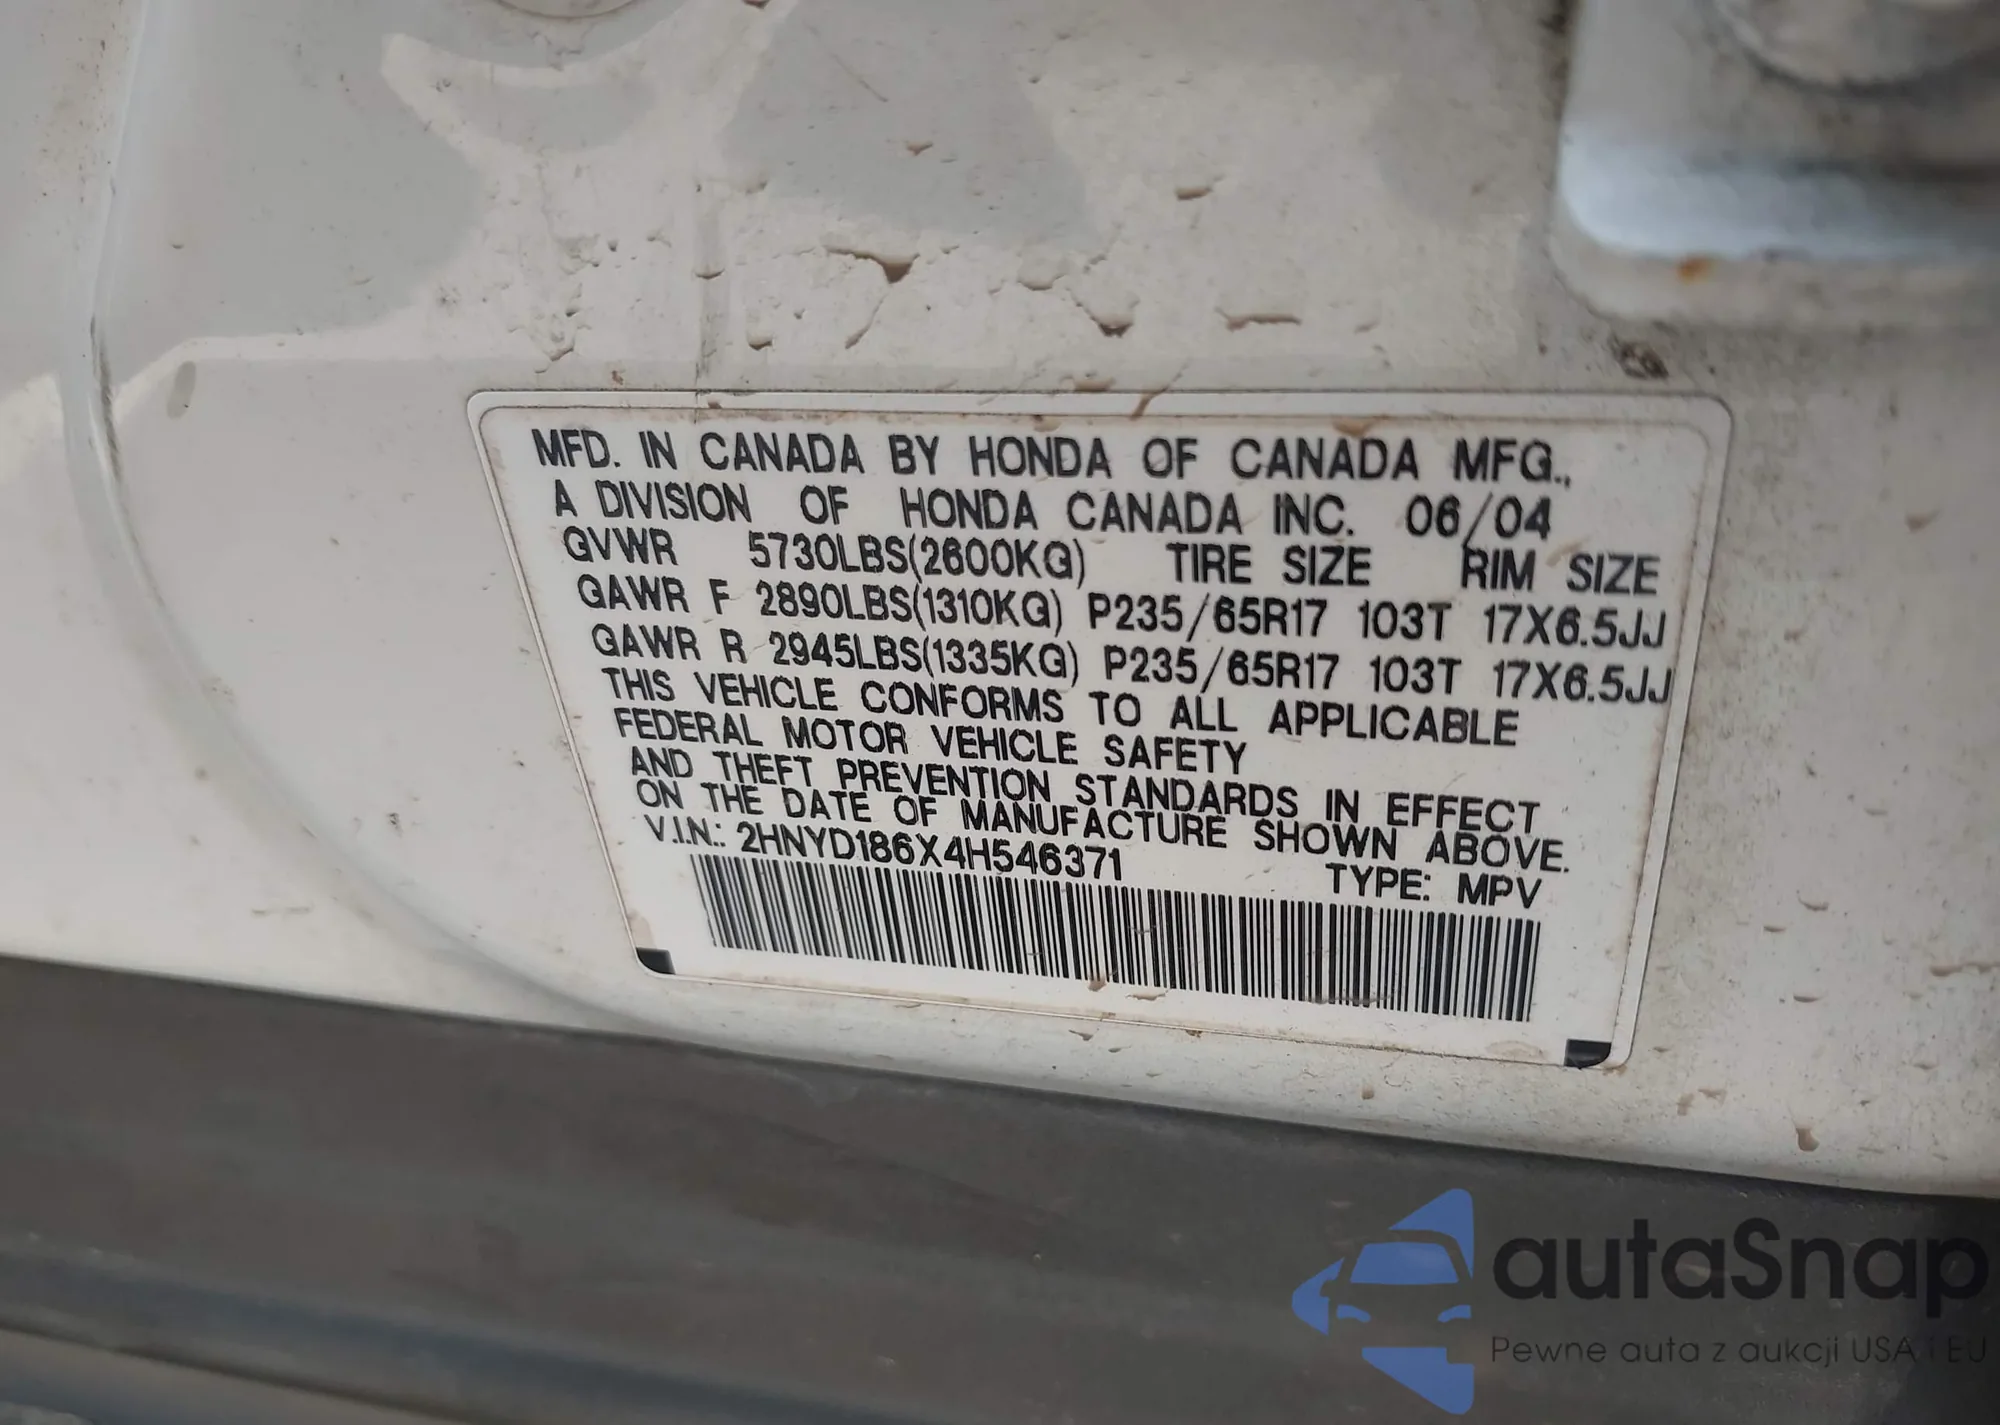 MFD. IN CANADA BY HONDA OF CANADA MFG.,
A DIVISION OF HONDA CANADA INC. 06/04
GVWR 5730LBS(2600KG) TIRE SIZE RIM SIZE
GAWR F 2890LBS(1310KG) P235/65R17 103T 17X6.5JJ
GAWR R 2945LBS(1335KG) P235/65R17 103T 17X6.5JJ
THIS VEHICLE CONFORMS TO ALL APPLICABLE
FEDERAL MOTOR VEHICLE SAFETY
AND THEFT PREVENTION STANDARDS IN EFFECT
ON THE DATE OF MANUFACTURE SHOWN ABOVE.
V.I.N.: 2HNYD186X4H546371 TYPE: MPV
autaSnap
Pewne auta z aukcji USA i EU